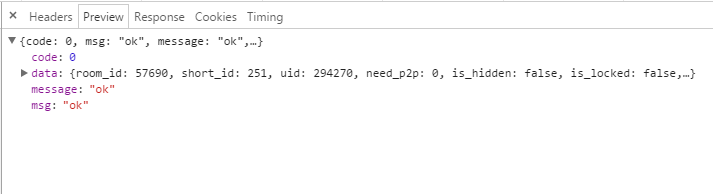 × Headers Preview Response Cookies Timing
▼{code: 0, msg: "ok", message: "ok",…}
code: 0
▶data: {room_id: 57690, short_id: 251, uid: 294270, need_p2p: 0, is_hidden: false, is_locked: false,…}
message: "ok"
msg: "ok"